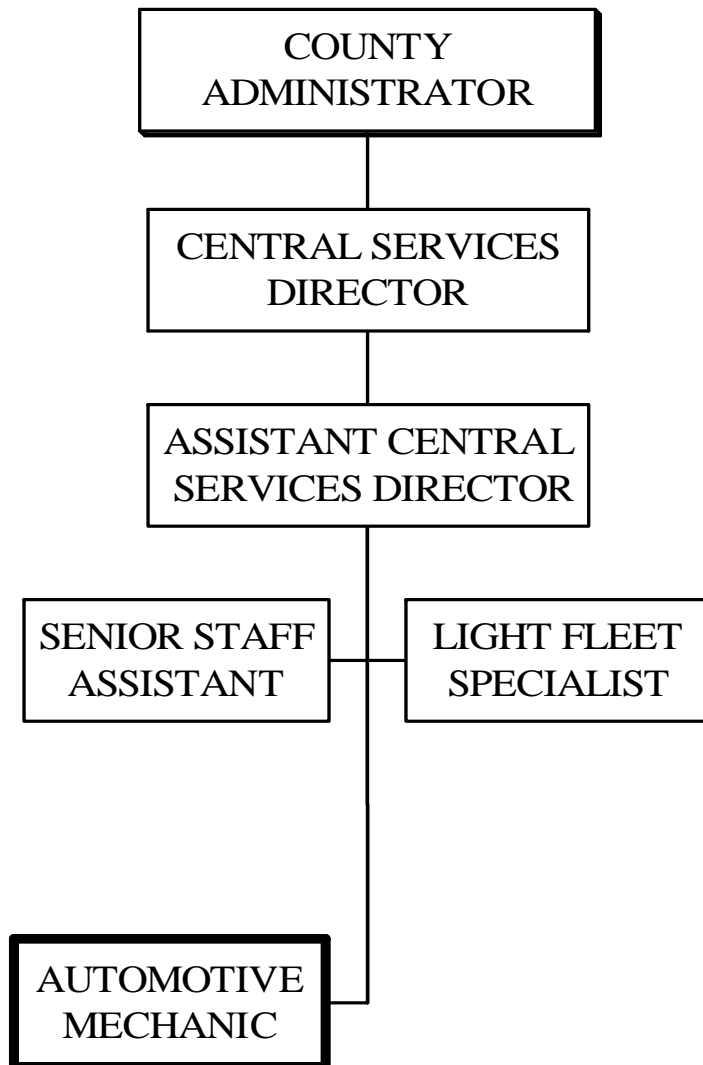 COUNTY
ADMINISTRATOR
CENTRAL SERVICES
DIRECTOR
ASSISTANT CENTRAL
SERVICES DIRECTOR
SENIOR STAFF
ASSISTANT
LIGHT FLEET
SPECIALIST
AUTOMOTIVE
MECHANIC